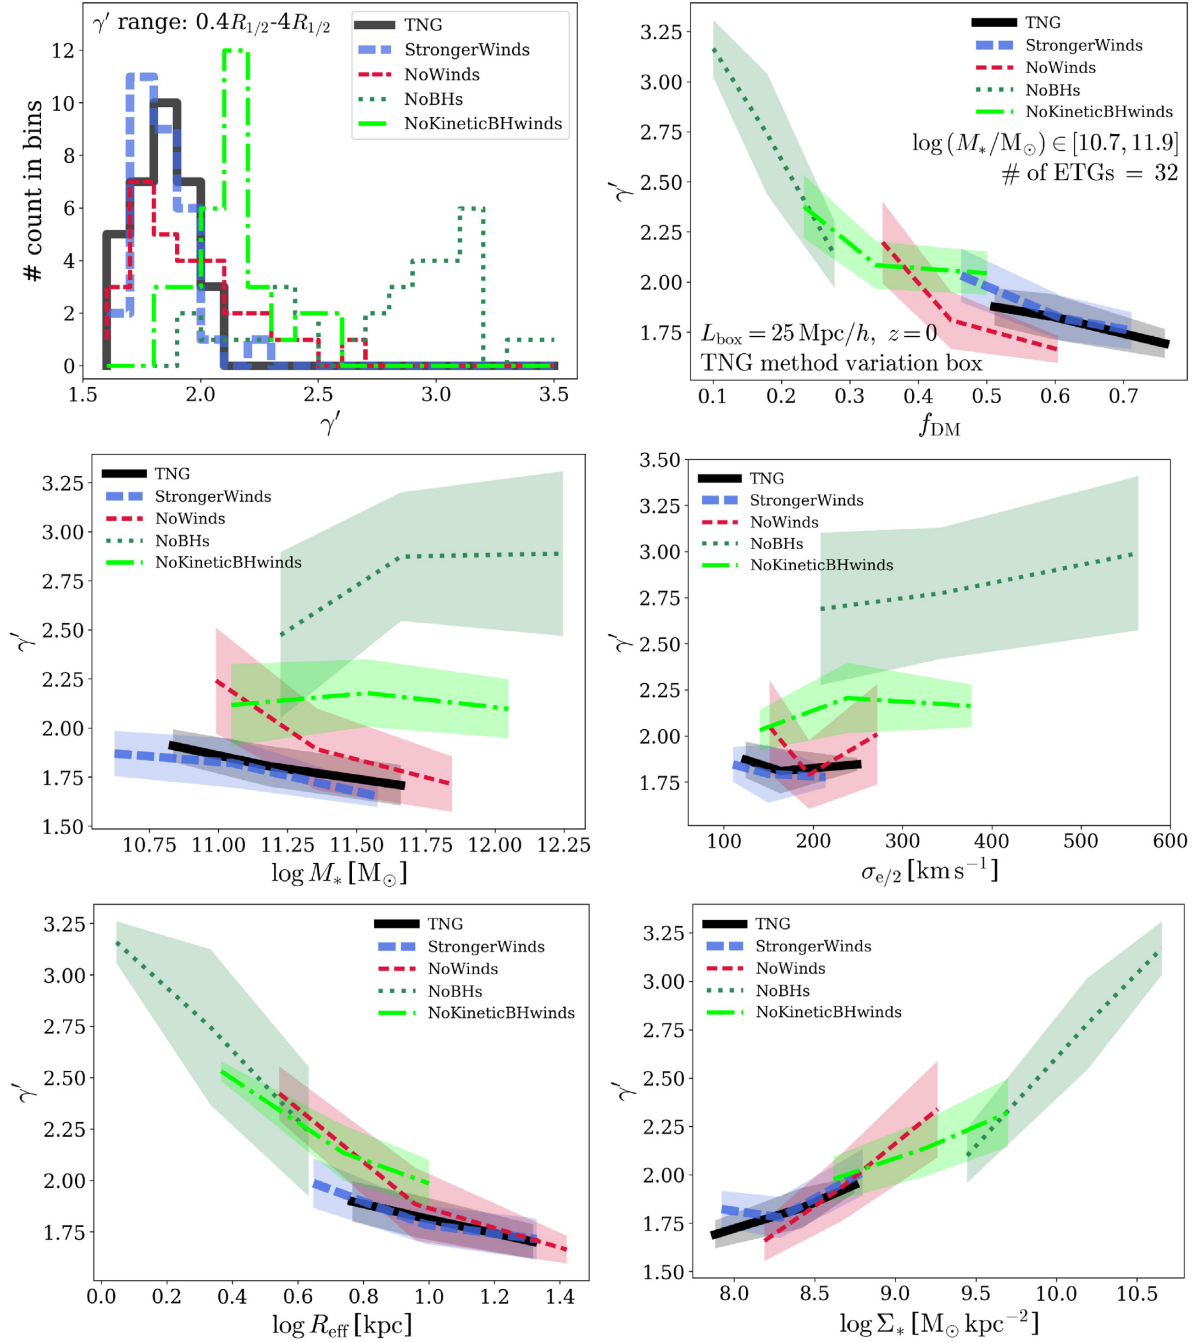 γ′ range: 0.4R1/2-4R1/2
TNG
StrongerWinds
NoWinds
NoBHs
NoKineticBHwinds
# count in bins
12
10
8
6
4
2
0
1.5 2.0 2.5 3.0 3.5
γ′
TNG
StrongerWinds
NoWinds
NoBHs
NoKineticBHwinds
log (M*/M⊙) ∈ [10.7, 11.9]
# of ETGs = 32
Lbox = 25 Mpc/h, z = 0
TNG method variation box
γ′
3.25
3.00
2.75
2.50
2.25
2.00
1.75
0.1 0.2 0.3 0.4 0.5 0.6 0.7
fDM
TNG
StrongerWinds
NoWinds
NoBHs
NoKineticBHwinds
γ′
3.25
3.00
2.75
2.50
2.25
2.00
1.75
1.50
10.75 11.00 11.25 11.50 11.75 12.00 12.25
log M* [M⊙]
TNG
StrongerWinds
NoWinds
NoBHs
NoKineticBHwinds
γ′
3.50
3.25
3.00
2.75
2.50
2.25
2.00
1.75
1.50
100 200 300 400 500 600
σe/2 [km s−1]
TNG
StrongerWinds
NoWinds
NoBHs
NoKineticBHwinds
γ′
3.25
3.00
2.75
2.50
2.25
2.00
1.75
1.50
0.0 0.2 0.4 0.6 0.8 1.0 1.2 1.4
log Reff [kpc]
TNG
StrongerWinds
NoWinds
NoBHs
NoKineticBHwinds
γ′
3.25
3.00
2.75
2.50
2.25
2.00
1.75
1.50
8.0 8.5 9.0 9.5 10.0 10.5
log Σ* [M⊙ kpc−2]